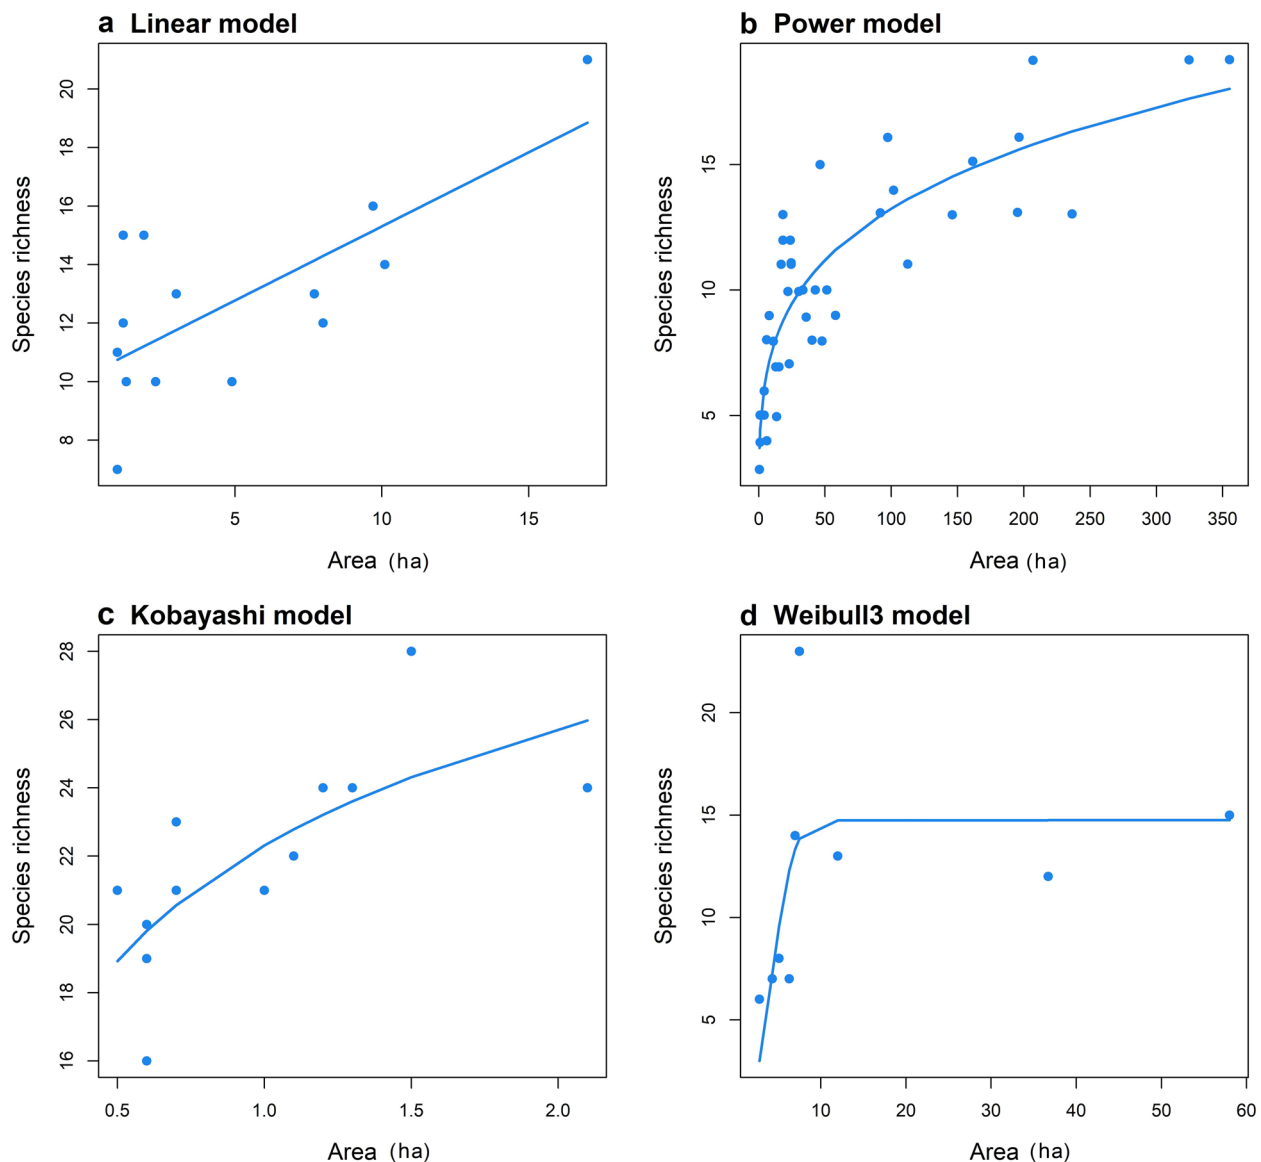 a Linear model
Species richness
20
18
16
14
12
10
8
5 10 15
Area (ha)
b Power model
Species richness
15
10
5
0 50 100 150 200 250 300 350
Area (ha)
c Kobayashi model
Species richness
28
26
24
22
20
18
16
0.5 1.0 1.5 2.0
Area (ha)
d Weibull3 model
Species richness
20
15
10
5
10 20 30 40 50 60
Area (ha)